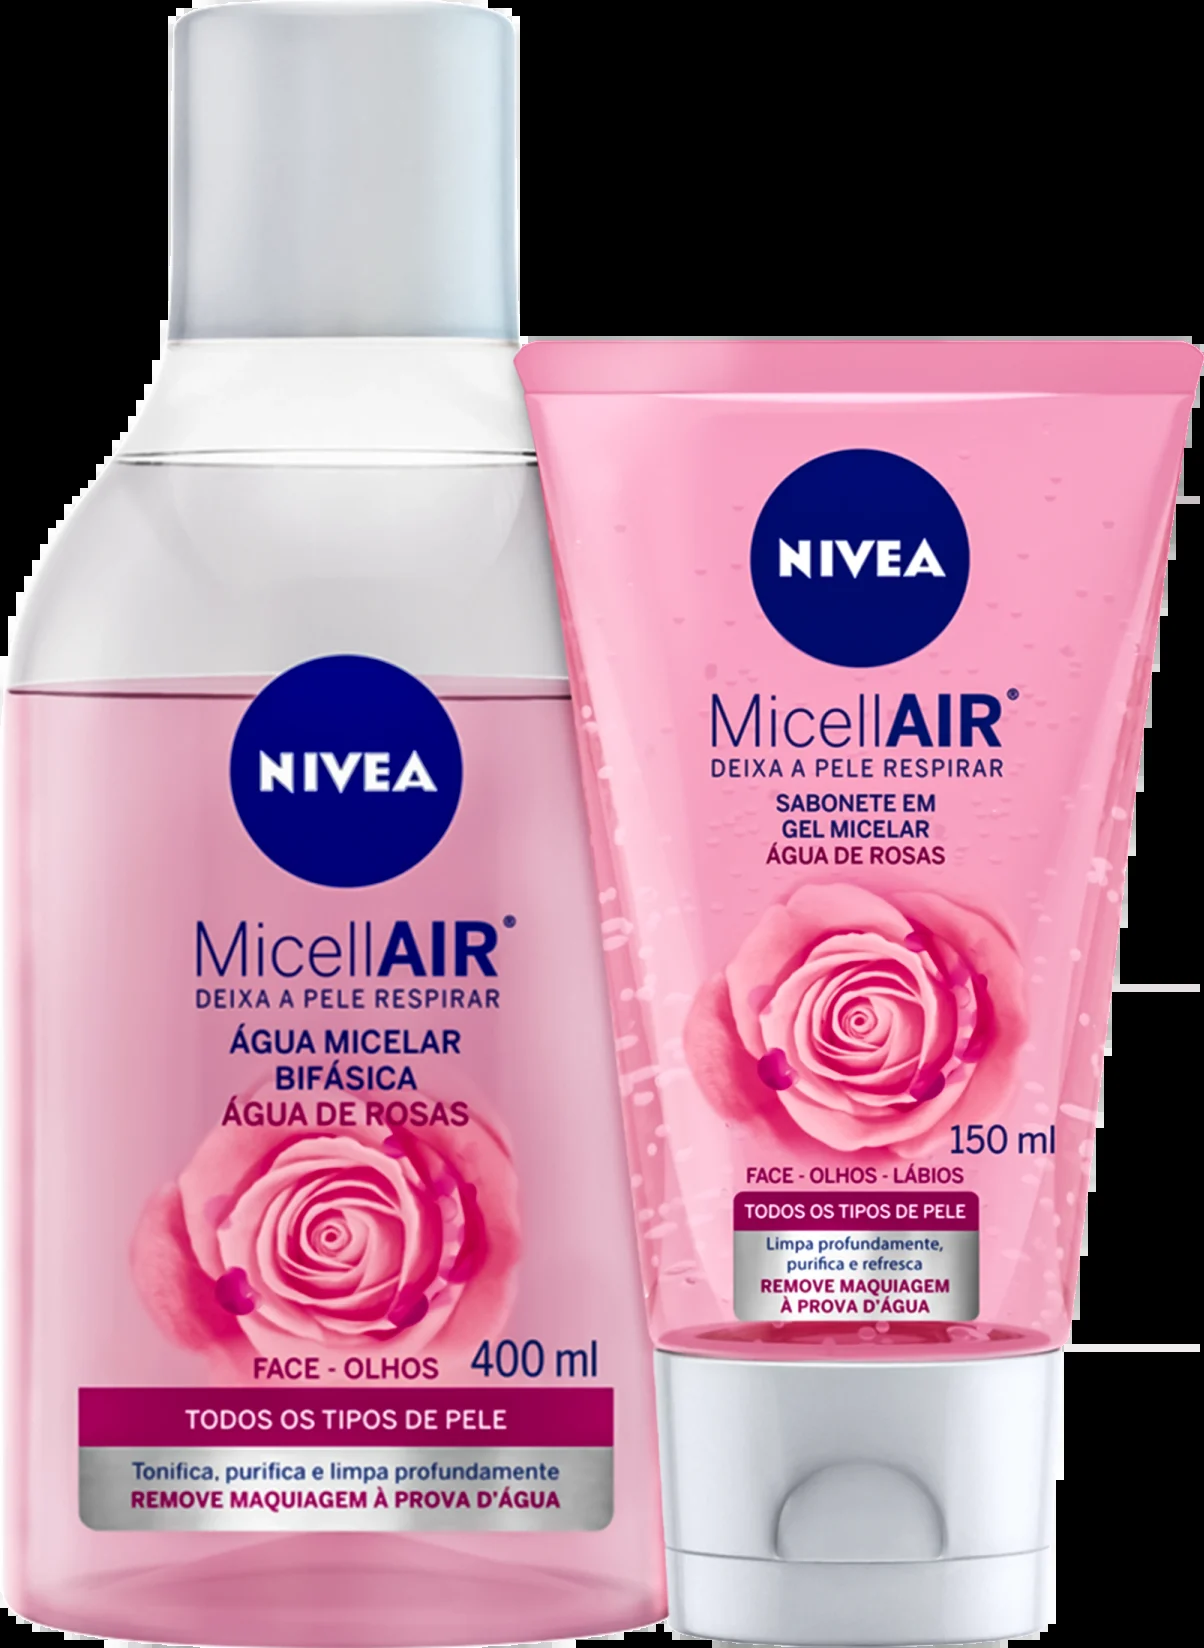 NIVEA
MicellAIR®
DEIXA A PELE RESPIRAR
ÁGUA MICELAR
BIFÁSICA
ÁGUA DE ROSAS
FACE - OLHOS
400 ml
TODOS OS TIPOS DE PELE
Tonifica, purifica e limpa profundamente
REMOVE MAQUIAGEM À PROVA D'ÁGUA
NIVEA
MicellAIR®
DEIXA A PELE RESPIRAR
SABONETE EM
GEL MICELAR
ÁGUA DE ROSAS
150 ml
FACE - OLHOS - LÁBIOS
TODOS OS TIPOS DE PELE
Limpa profundamente,
purifica e refresca
REMOVE MAQUIAGEM
À PROVA D'ÁGUA